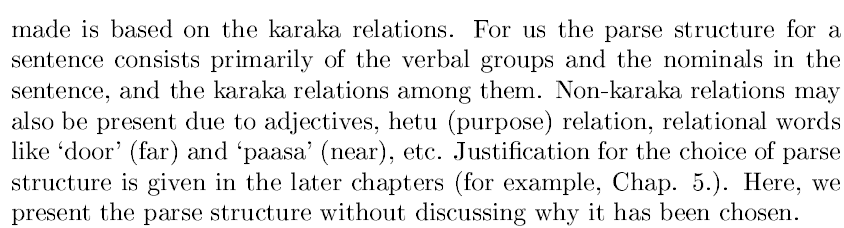 made is based on the karaka relations. For us the parse structure for a
sentence consists primarily of the verbal groups and the nominals in the
sentence, and the karaka relations among them. Non-karaka relations may
also be present due to adjectives, hetu (purpose) relation, relational words
like ‘door’ (far) and ‘paasa’ (near), etc. Justification for the choice of parse
structure is given in the later chapters (for example, Chap. 5.). Here, we
present the parse structure without discussing why it has been chosen.